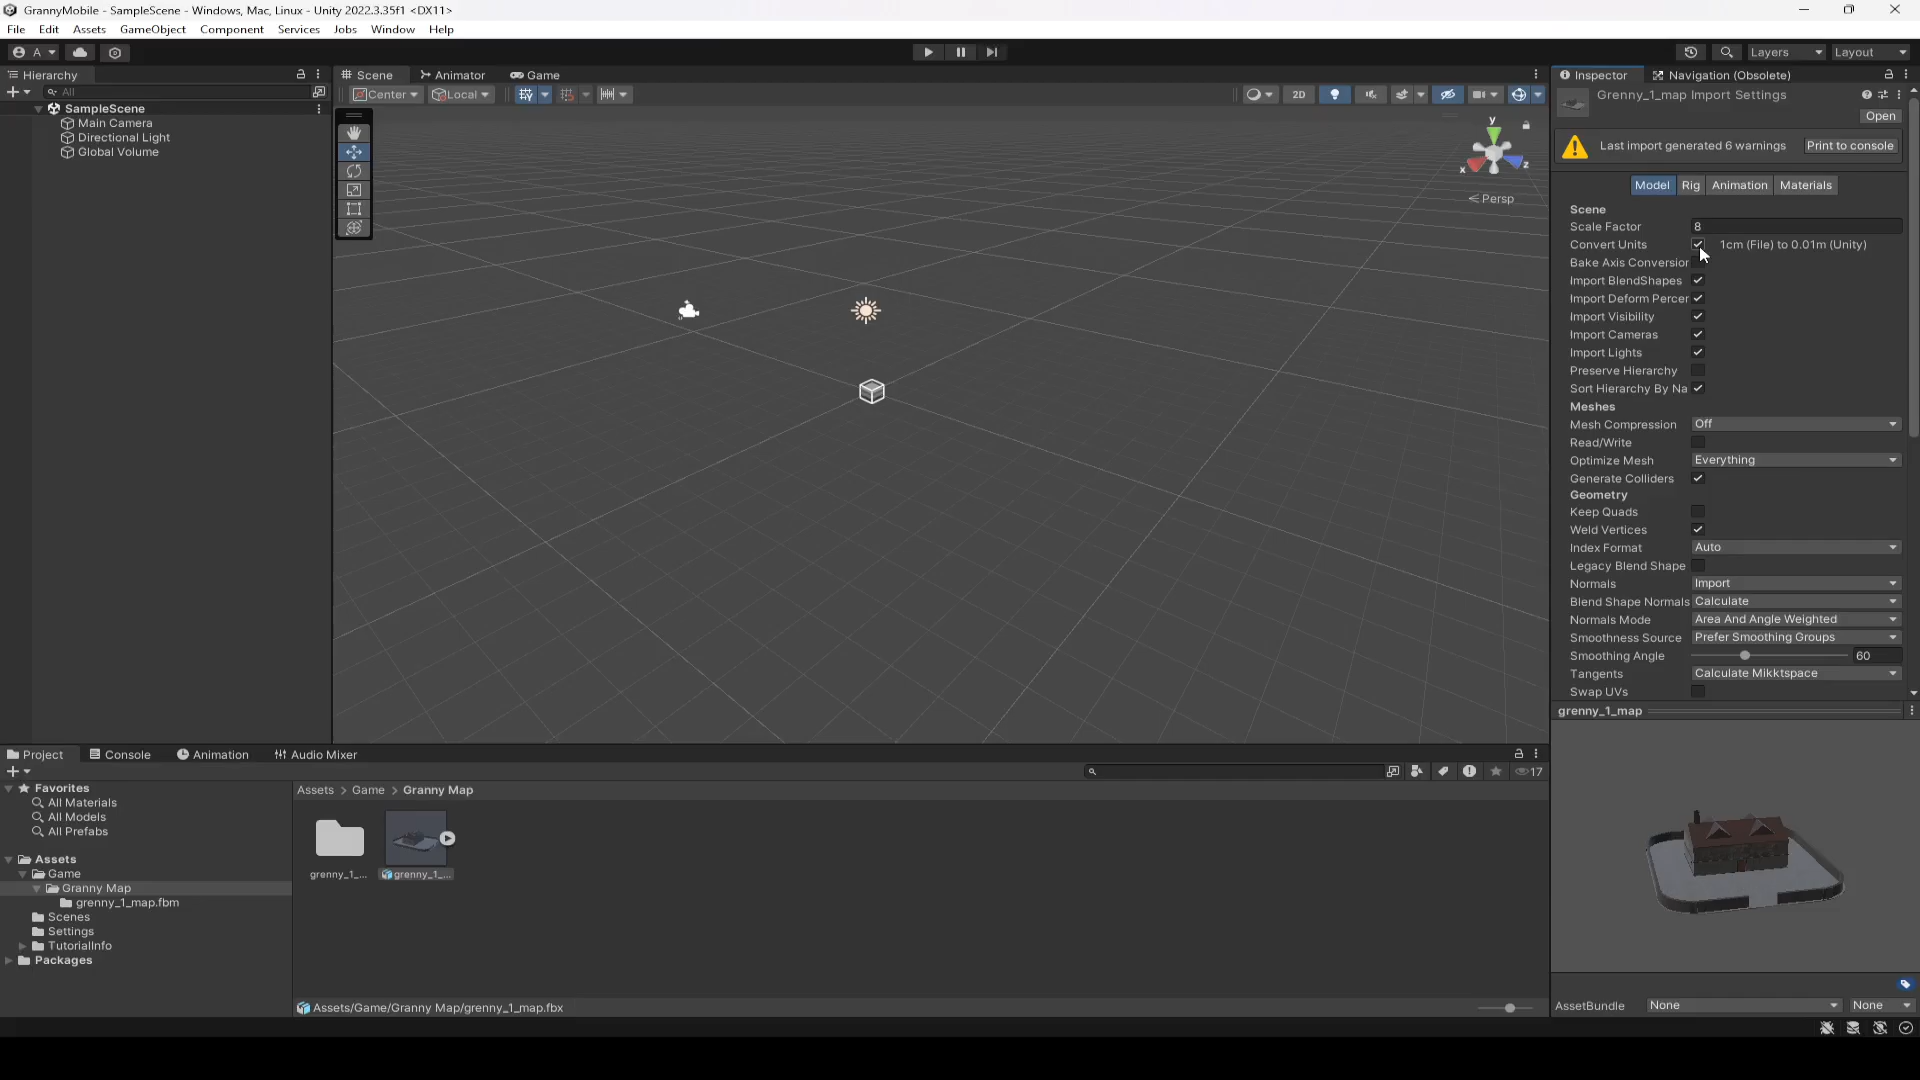 GrannyMobile - SampleScene - Windows, Mac, Linux - Unity 2022.3.35f1 <DX11>
File Edit Assets GameObject Component Services Jobs Window Help
A Layers Layout
Hierarchy
All
SampleScene
Main Camera
Directional Light
Global Volume
Scene Animator Game
Center Local 2D
y
x
z
Persp
Inspector Navigation (Obsolete)
Grenny_1_map Import Settings
Open
Last import generated 6 warnings Print to console
Model Rig Animation Materials
Scene
Scale Factor 8
Convert Units 1cm (File) to 0.01m (Unity)
Bake Axis Conversion
Import BlendShapes
Import Deform Percer
Import Visibility
Import Cameras
Import Lights
Preserve Hierarchy
Sort Hierarchy By Na
Meshes
Mesh Compression Off
Read/Write
Optimize Mesh Everything
Generate Colliders
Geometry
Keep Quads
Weld Vertices
Index Format Auto
Legacy Blend Shape
Normals Import
Blend Shape Normals Calculate
Normals Mode Area And Angle Weighted
Smoothness Source Prefer Smoothing Groups
Smoothing Angle 60
Tangents Calculate Mikktspace
Swap UVs
grenny_1_map
AssetBundle None None
Project Console Animation Audio Mixer
17
Favorites
All Materials
All Models
All Prefabs
Assets
Game
Granny Map
grenny_1_map.fbm
Scenes
Settings
TutorialInfo
Packages
Assets > Game > Granny Map
grenny_1_... grenny_1_...
Assets/Game/Granny Map/grenny_1_map.fbx